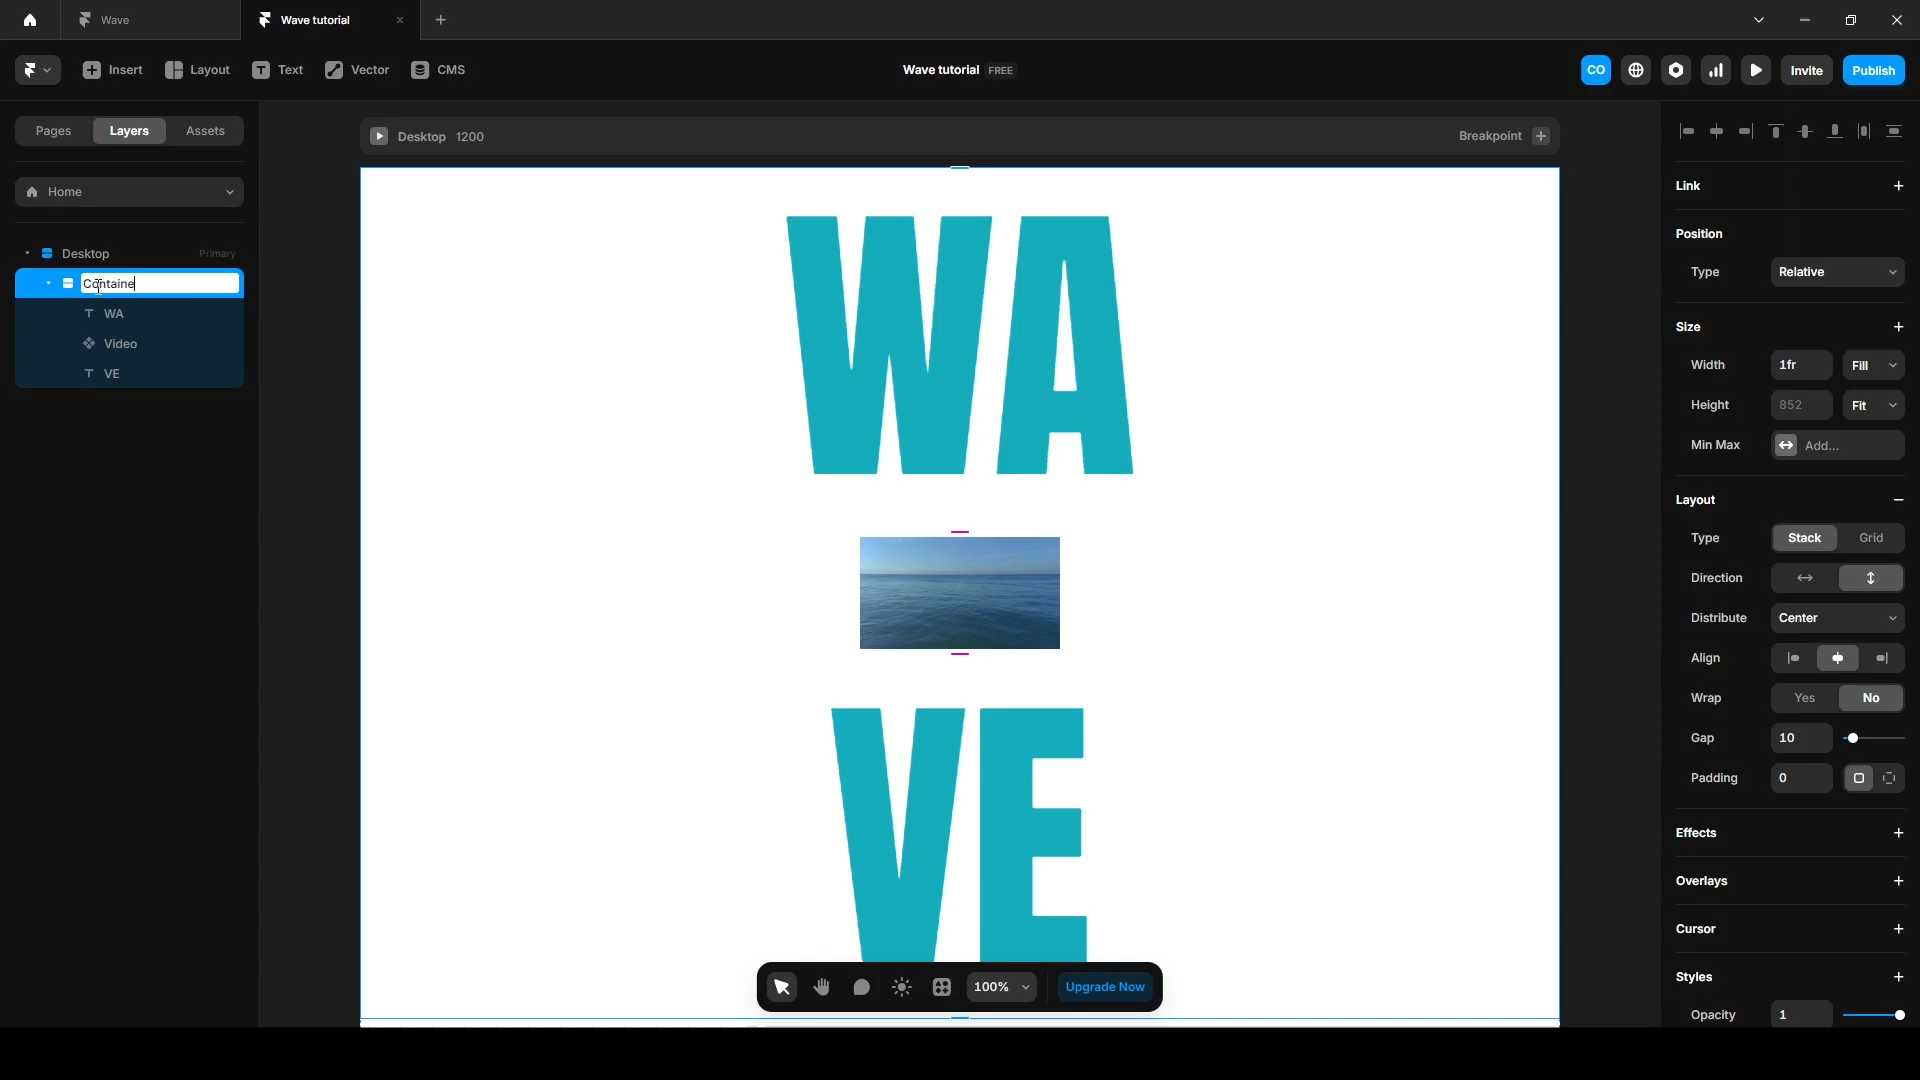 Wave
Wave tutorial
Insert
Layout
Text
Vector
CMS
Wave tutorial FREE
CO
Invite
Publish
Pages
Layers
Assets
Home
Desktop
Primary
Containe
WA
Video
VE
Desktop 1200
Breakpoint
WA
VE
100%
Upgrade Now
Link
Position
Type
Relative
Size
Width
1fr
Fill
Height
852
Fit
Min Max
Add...
Layout
Type
Stack
Grid
Direction
Distribute
Center
Align
Wrap
Yes
No
Gap
10
Padding
0
Effects
Overlays
Cursor
Styles
Opacity
1